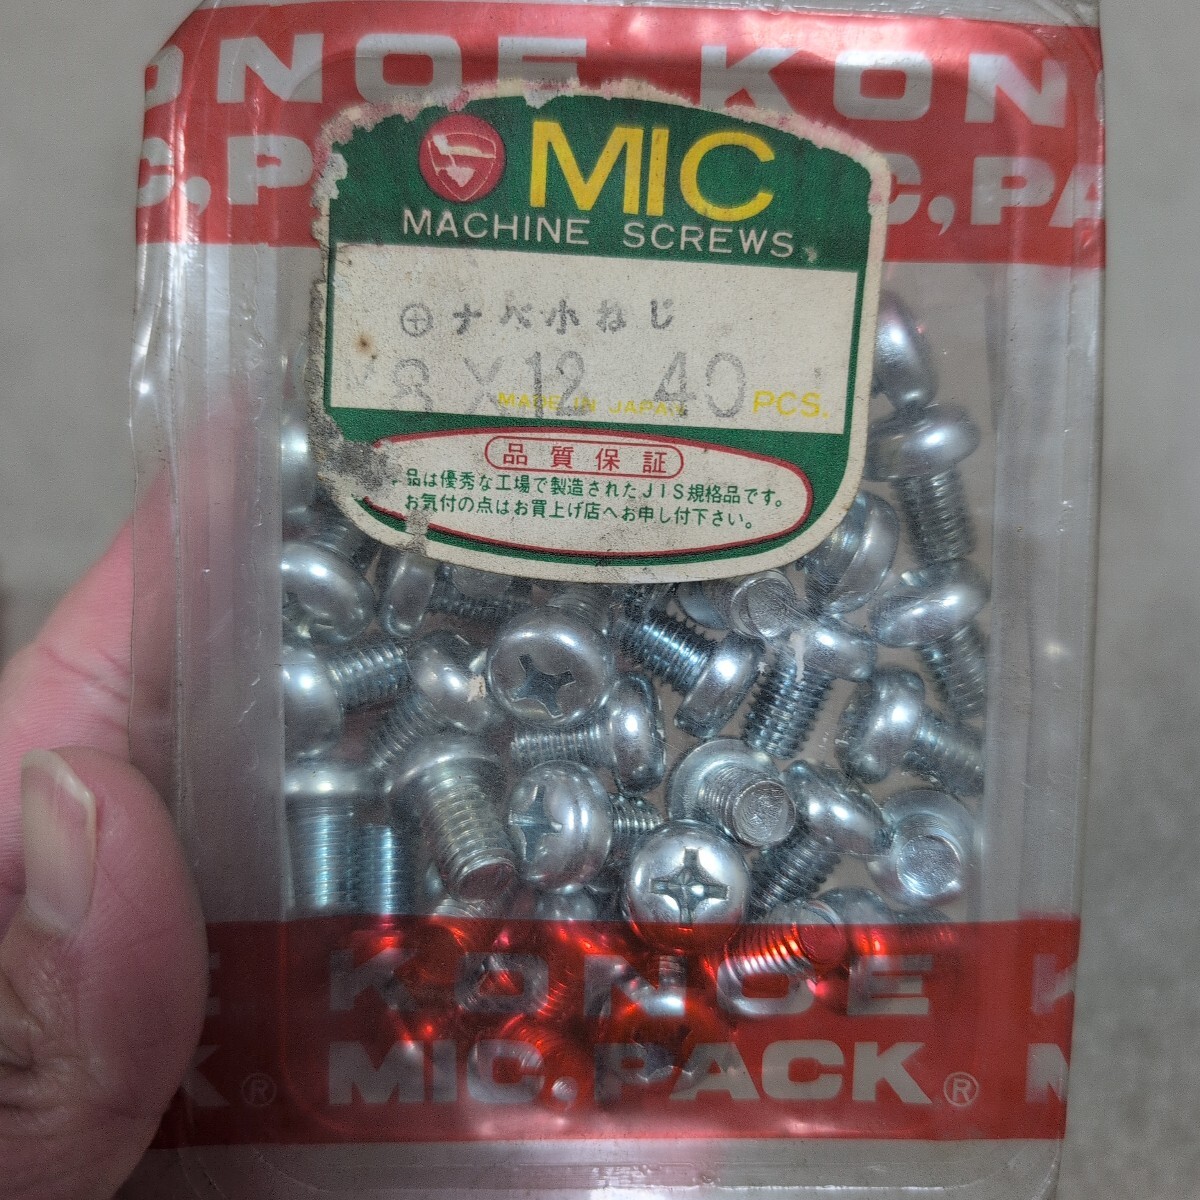 KONOE KON
MIC
MACHINE SCREWS
⊕ナベ小ねじ
8×12 40 PCS.
MADE IN JAPAN
品質保証
品は優秀な工場で製造されたJIS規格品です。
お気付の点はお買上げ店へお申し付下さい。
KONOE
MIC,PACK®